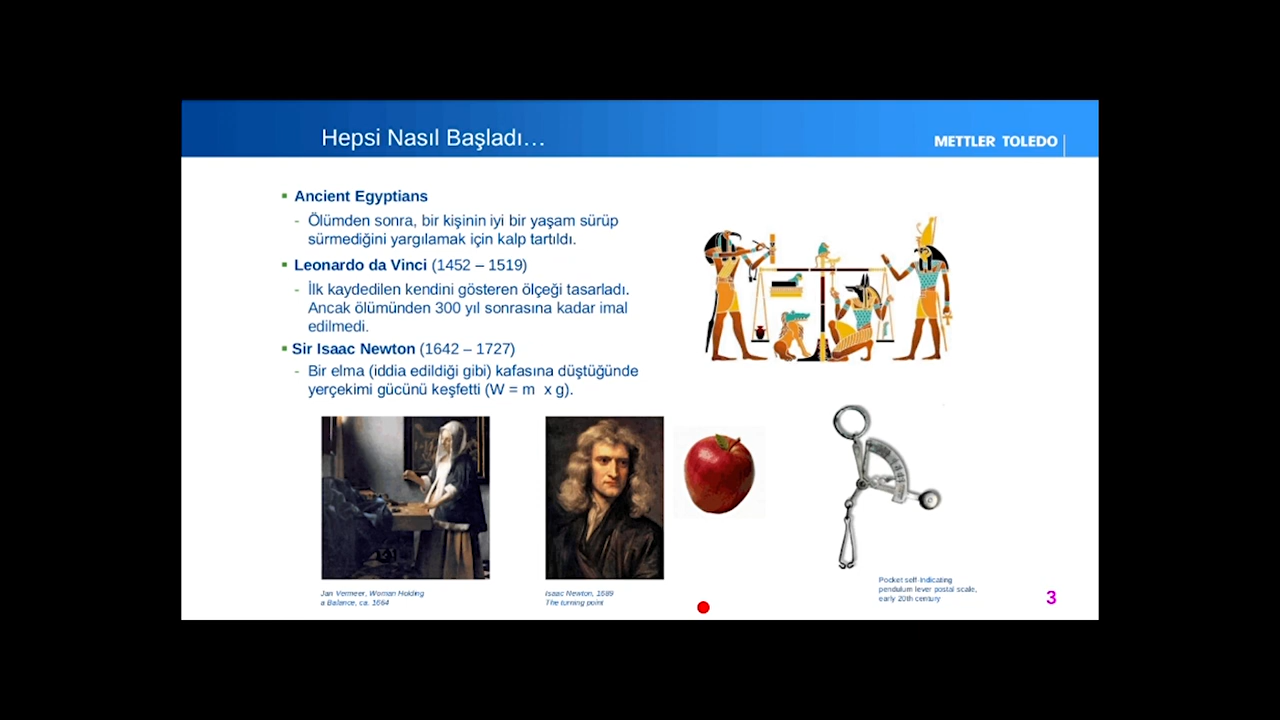 Hepsi Nasıl Başladı…
METTLER TOLEDO
Ancient Egyptians
- Ölümden sonra, bir kişinin iyi bir yaşam sürüp
sürmediğini yargılamak için kalp tartıldı.
Leonardo da Vinci (1452 – 1519)
- İlk kaydedilen kendini gösteren ölçeği tasarladı.
Ancak ölümünden 300 yıl sonrasına kadar imal
edilmedi.
Sir Isaac Newton (1642 – 1727)
- Bir elma (iddia edildiği gibi) kafasına düştüğünde
yerçekimi gücünü keşfetti (W = m x g).
Jan Vermeer, Woman Holding
a Balance, ca. 1664
Isaac Newton, 1689
The turning point
Pocket self-Indicating
pendulum lever postal scale,
early 20th century
3